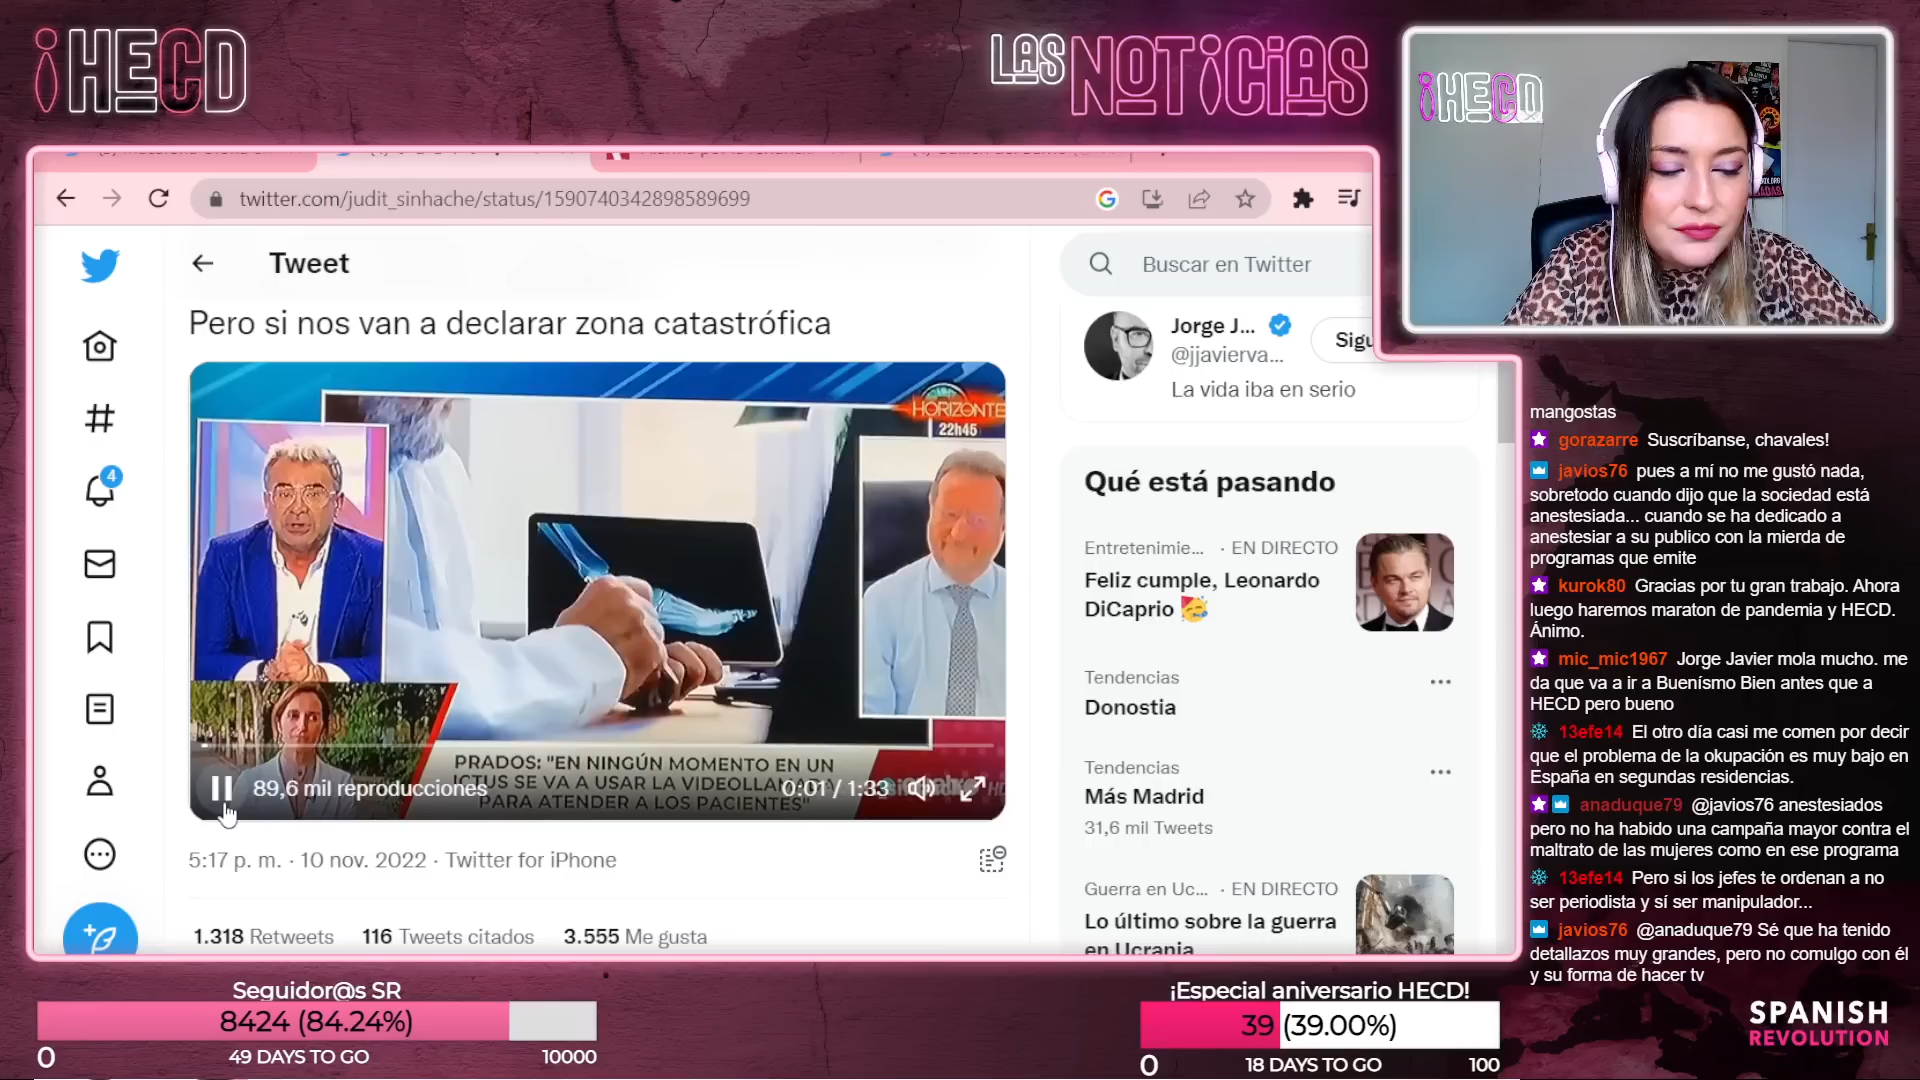 ¡HECD
LAS NOTICIAS
¡HECD
twitter.com/judit_sinhache/status/1590740342898589699
Tweet
Pero si nos van a declarar zona catastrófica
HORIZONTE
22h45
PRADOS: "EN NINGÚN MOMENTO EN UN
ICTUS SE VA A USAR LA VIDEOLLAMADA
PARA ATENDER A LOS PACIENTES"
89,6 mil reproducciones
0:01 / 1:33
5:17 p. m. · 10 nov. 2022 · Twitter for iPhone
1.318 Retweets 116 Tweets citados 3.555 Me gusta
4
Buscar en Twitter
Jorge J...
@jjavierva...
La vida iba en serio
Qué está pasando
Entretenimie... · EN DIRECTO
Feliz cumple, Leonardo
DiCaprio 🥳
Tendencias
Donostia
Tendencias
Más Madrid
31,6 mil Tweets
Guerra en Uc... · EN DIRECTO
Lo último sobre la guerra
en Ucrania
mangostas
gorazarre Suscríbanse, chavales!
javios76 pues a mí no me gustó nada,
sobretodo cuando dijo que la sociedad está
anestesiada... cuando se ha dedicado a
anestesiar a su publico con la mierda de
programas que emite
kurok80 Gracias por tu gran trabajo. Ahora
luego haremos maraton de pandemia y HECD.
Ánimo.
mic_mic1967 Jorge Javier mola mucho. me
da que va a ir a Buenísmo Bien antes que a
HECD pero bueno
13efe14 El otro día casi me comen por decir
que el problema de la okupación es muy bajo en
España en segundas residencias.
anaduque79 @javios76 anestesiados
pero no ha habido una campaña mayor contra el
maltrato de las mujeres como en ese programa
13efe14 Pero si los jefes te ordenan a no
ser periodista y sí ser manipulador...
javios76 @anaduque79 Sé que ha tenido
detallazos muy grandes, pero no comulgo con él
y su forma de hacer tv
Seguidor@s SR
8424 (84.24%)
0 49 DAYS TO GO 10000
¡Especial aniversario HECD!
39 (39.00%)
0 18 DAYS TO GO 100
SPANISH
REVOLUTION